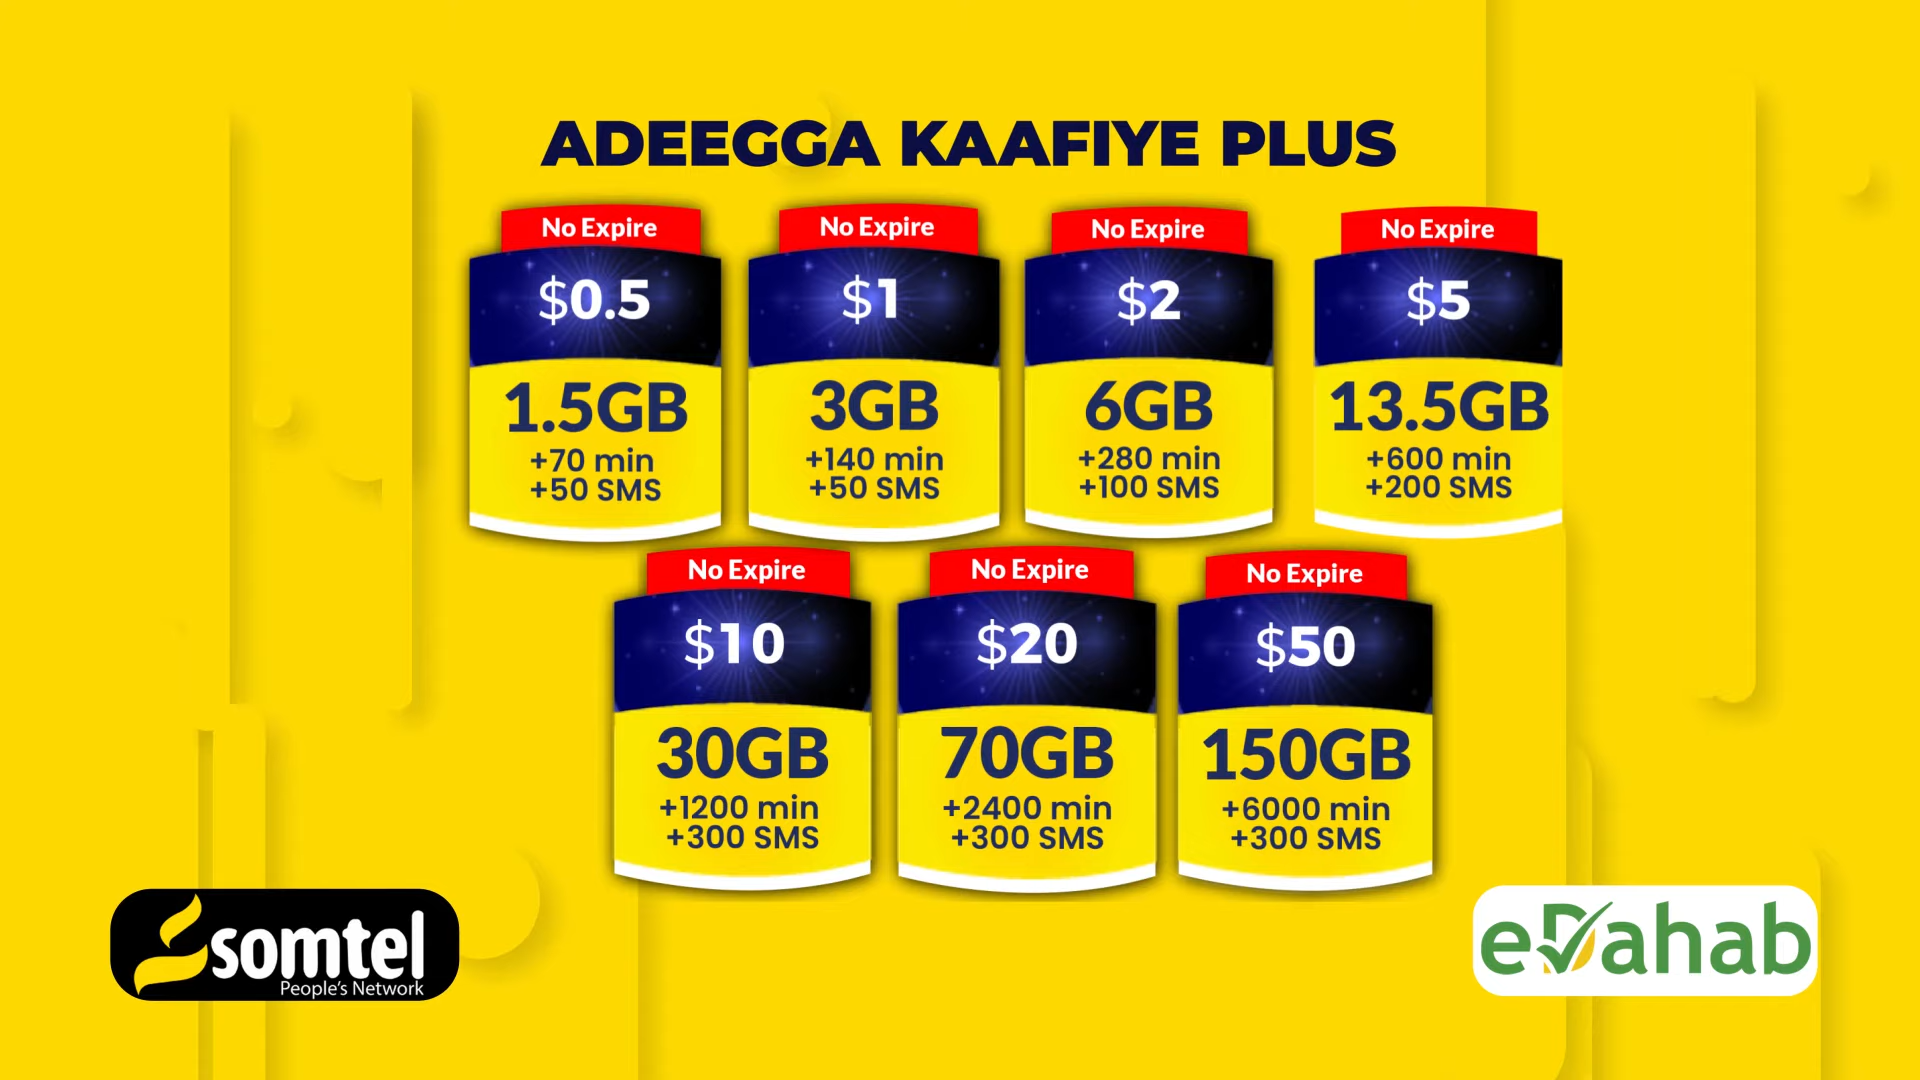 ADEEGGA KAAFIYE PLUS
No Expire
$0.5
1.5GB
+70 min
+50 SMS
No Expire
$1
3GB
+140 min
+50 SMS
No Expire
$2
6GB
+280 min
+100 SMS
No Expire
$5
13.5GB
+600 min
+200 SMS
No Expire
$10
30GB
+1200 min
+300 SMS
No Expire
$20
70GB
+2400 min
+300 SMS
No Expire
$50
150GB
+6000 min
+300 SMS
somtel
People's Network
eDahab